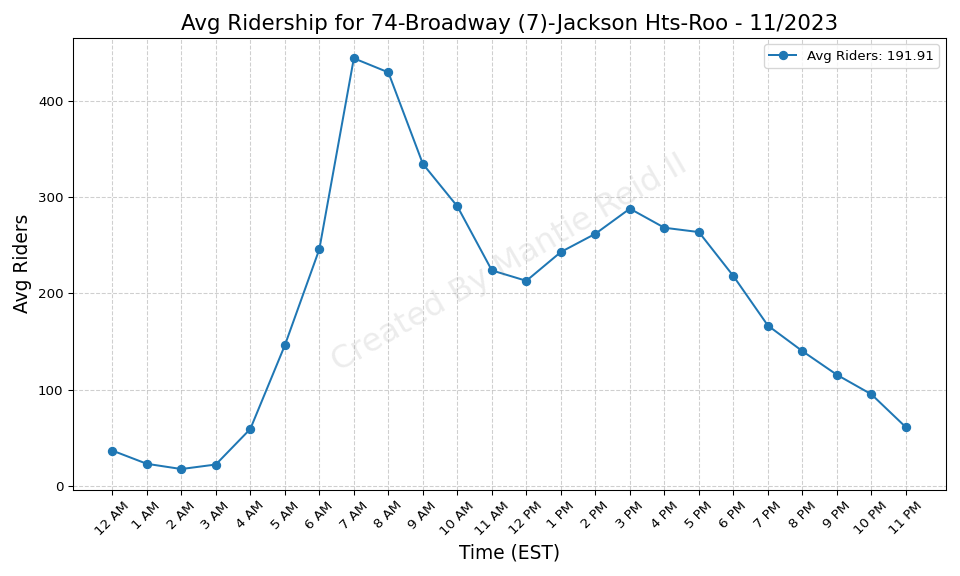 Avg Ridership for 74-Broadway (7)-Jackson Hts-Roo - 11/2023
Avg Riders: 191.91
Avg Riders
400
300
200
100
0
Created By Mantle Reid II
12 AM
1 AM
2 AM
3 AM
4 AM
5 AM
6 AM
7 AM
8 AM
9 AM
10 AM
11 AM
12 PM
1 PM
2 PM
3 PM
4 PM
5 PM
6 PM
7 PM
8 PM
9 PM
10 PM
11 PM
Time (EST)